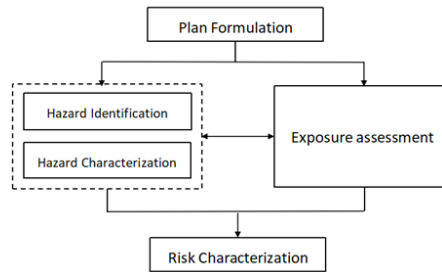 Plan Formulation
Hazard Identification
Hazard Characterization
Exposure assessment
Risk Characterization